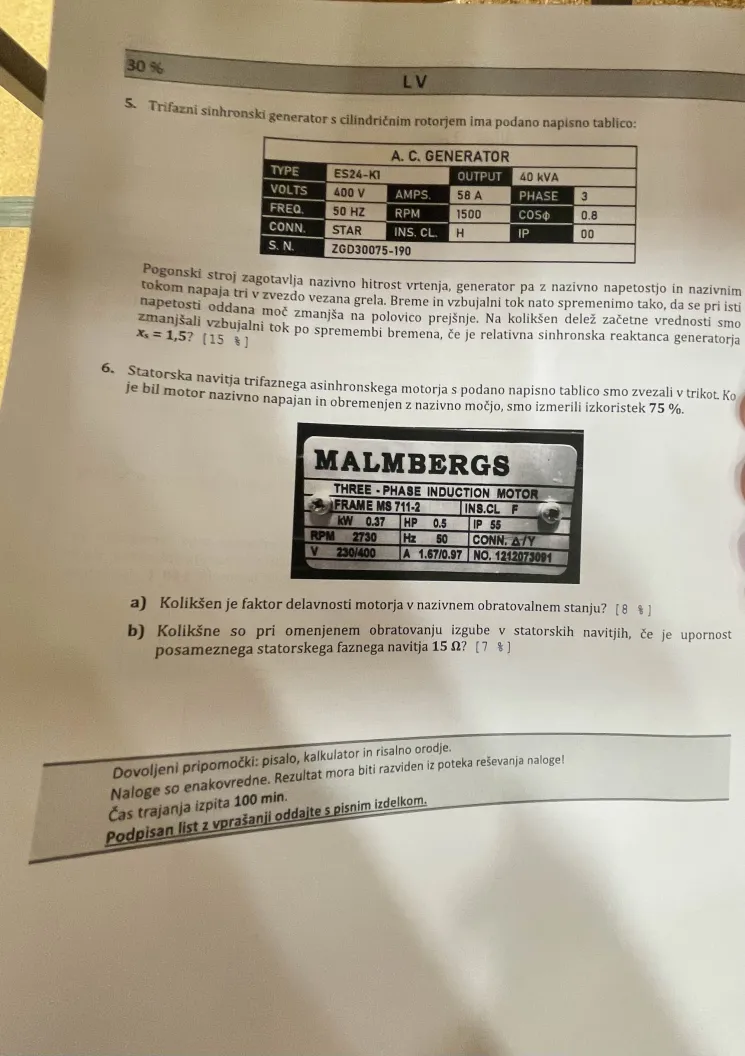 30 %
LV
5. Trifazni sinhronski generator s cilindričnim rotorjem ima podano napisno tablico:
A. C. GENERATOR
TYPE ES24-K1 OUTPUT 40 kVA
VOLTS 400 V AMPS. 58 A PHASE 3
FREQ. 50 HZ RPM 1500 COSΦ 0.8
CONN. STAR INS. CL. H IP 00
S. N. ZGD30075-190
Pogonski stroj zagotavlja nazivno hitrost vrtenja, generator pa z nazivno napetostjo in nazivnim
tokom napaja tri v zvezdo vezana grela. Breme in vzbujalni tok nato spremenimo tako, da se pri isti
napetosti oddana moč zmanjša na polovico prejšnje. Na kolikšen delež začetne vrednosti smo
zmanjšali vzbujalni tok po spremembi bremena, če je relativna sinhronska reaktanca generatorja
xs = 1,5? [15 %]
6. Statorska navitja trifaznega asinhronskega motorja s podano napisno tablico smo zvezali v trikot. Ko
je bil motor nazivno napajan in obremenjen z nazivno močjo, smo izmerili izkoristek 75 %.
MALMBERGS
THREE - PHASE INDUCTION MOTOR
FRAME MS 711-2 INS.CL F
kW 0.37 HP 0.5 IP 55
RPM 2730 Hz 50 CONN. Δ/Y
V 230/400 A 1.67/0.97 NO. 1212073091
a) Kolikšen je faktor delavnosti motorja v nazivnem obratovalnem stanju? [8 %]
b) Kolikšne so pri omenjenem obratovanju izgube v statorskih navitjih, če je upornost
posameznega statorskega faznega navitja 15 Ω? [7 %]
Dovoljeni pripomočki: pisalo, kalkulator in risalno orodje.
Naloge so enakovredne. Rezultat mora biti razviden iz poteka reševanja naloge!
Čas trajanja izpita 100 min.
Podpisan list z vprašanji oddajte s pisnim izdelkom.